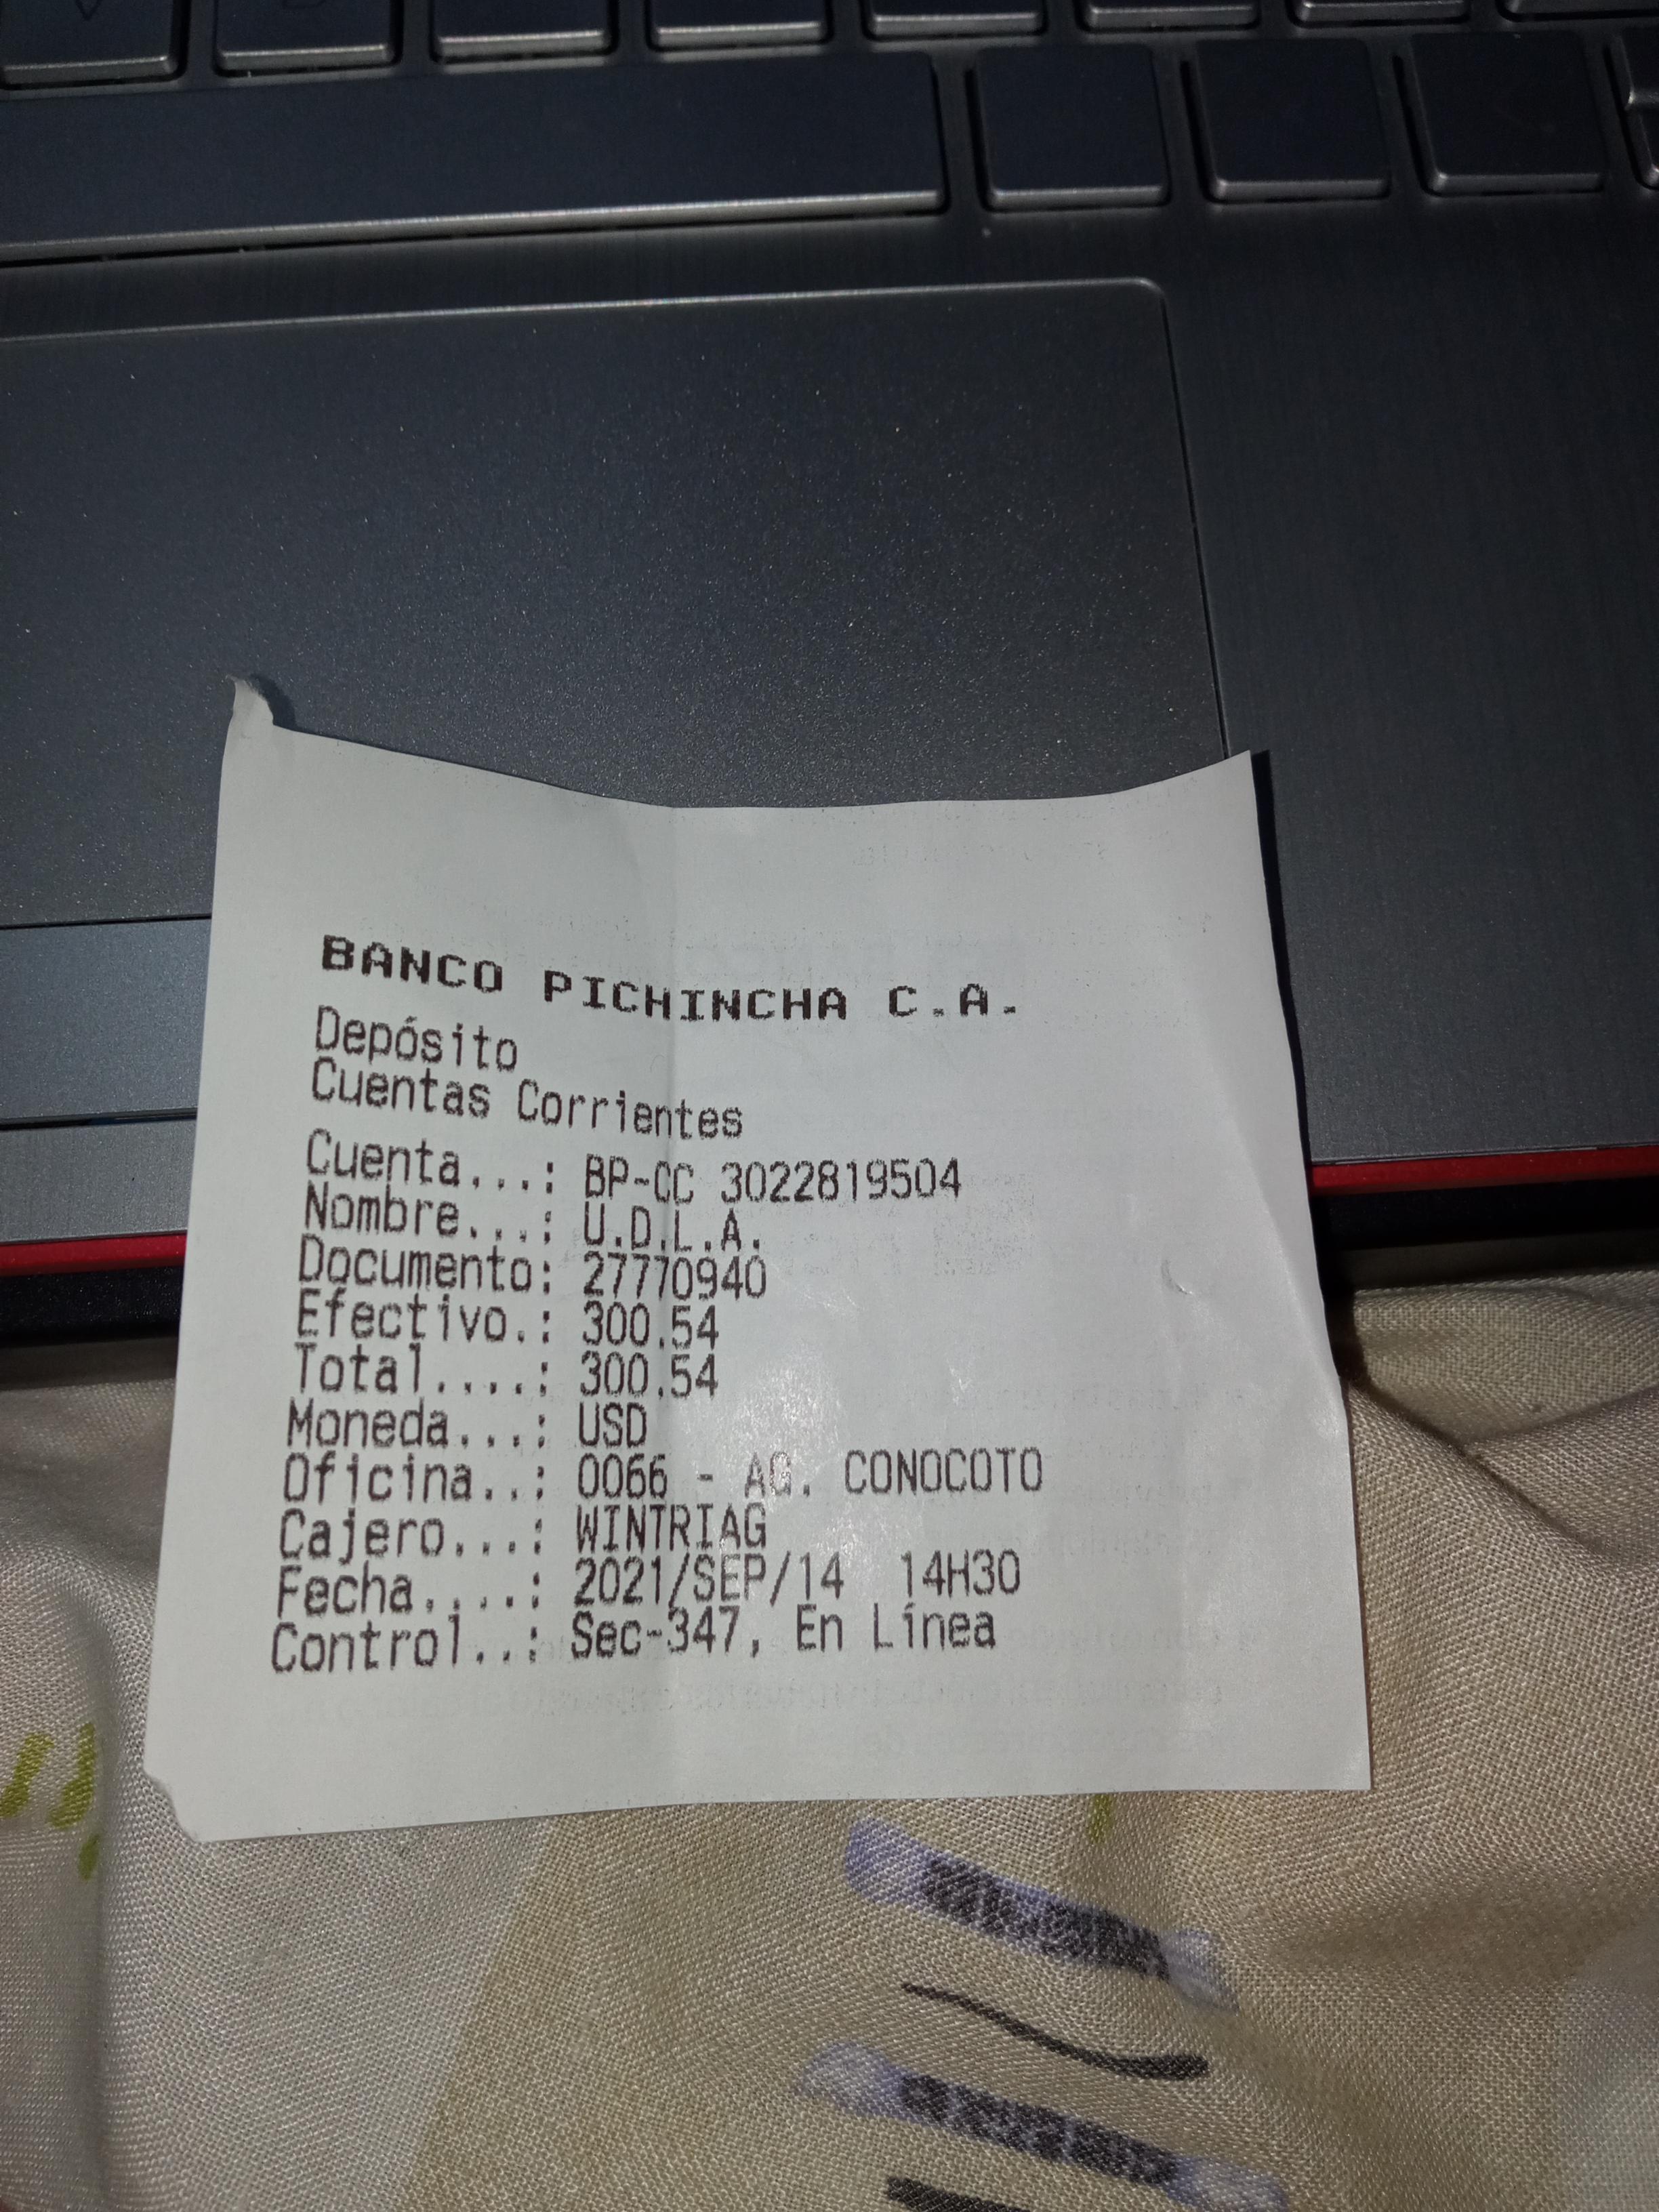 BANCO PICHINCHA C.A.
Depósito
Cuentas Corrientes
Cuenta...: BP-CC 3022819504
Nombre...: U.D.L.A.
Documento: 27770940
Efectivo.: 300.54
Total....: 300.54
Moneda...: USD
Oficina..: 0066 - AG. CONOCOTO
Cajero...: WINTRIAG
Fecha....: 2021/SEP/14  14H30
Control..: Sec-347, En Línea